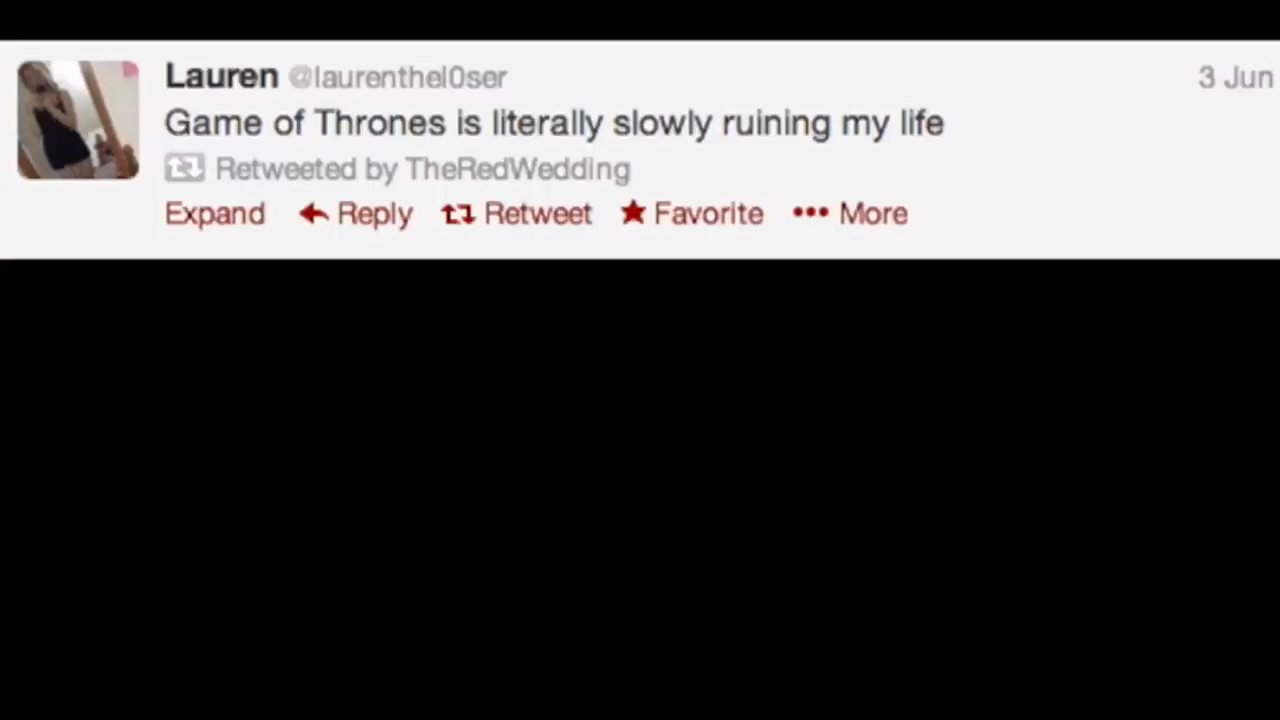 Lauren @laurenthel0ser 3 Jun
Game of Thrones is literally slowly ruining my life
Retweeted by TheRedWedding
Expand Reply Retweet Favorite More